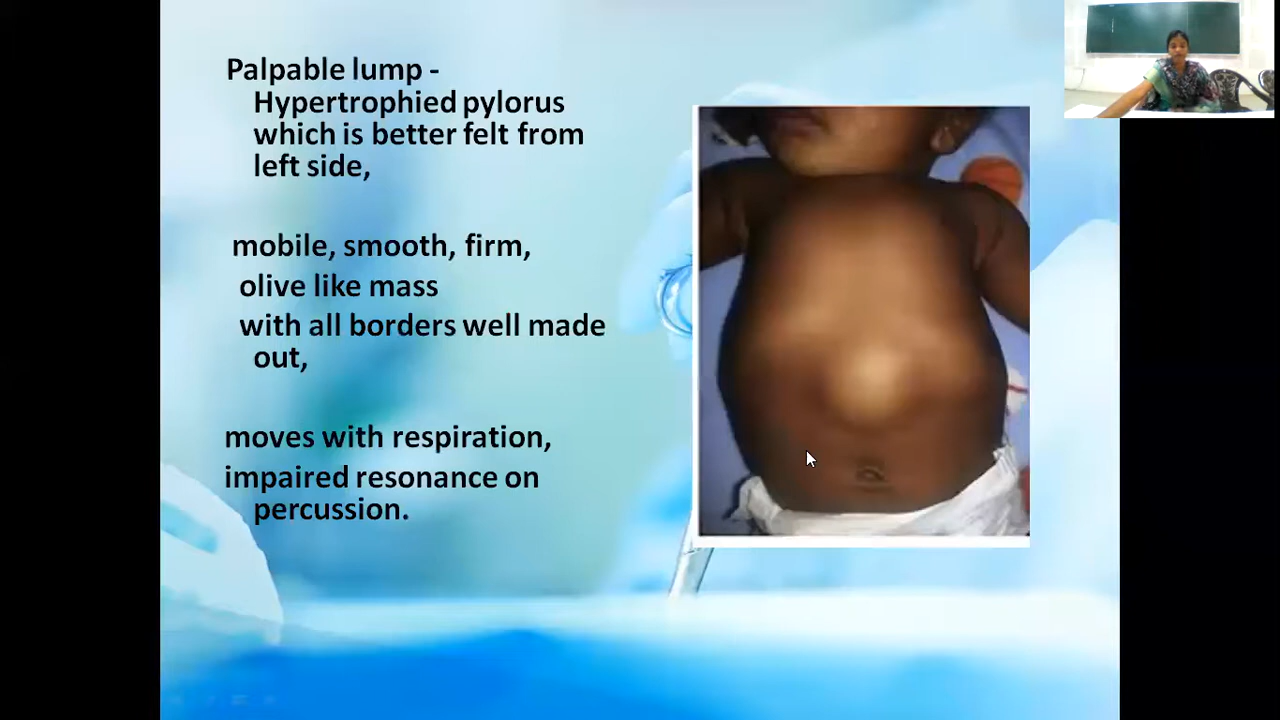 Palpable lump -
Hypertrophied pylorus
which is better felt from
left side,
mobile, smooth, firm,
olive like mass
with all borders well made
out,
moves with respiration,
impaired resonance on
percussion.